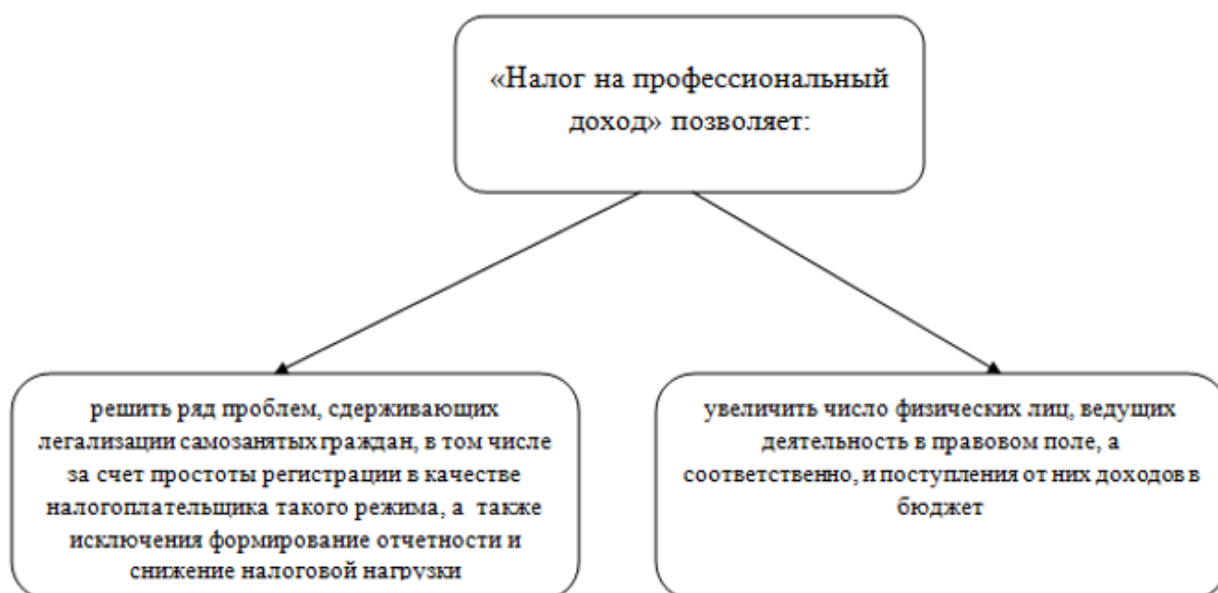 «Налог на профессиональный
доход» позволяет:
решить ряд проблем, сдерживающих
легализации самозанятых граждан, в том числе
за счет простоты регистрации в качестве
налогоплательщика такого режима, а также
исключения формирование отчетности и
снижение налоговой нагрузки
увеличить число физических лиц, ведущих
деятельность в правовом поле, а
соответственно, и поступления от них доходов в
бюджет